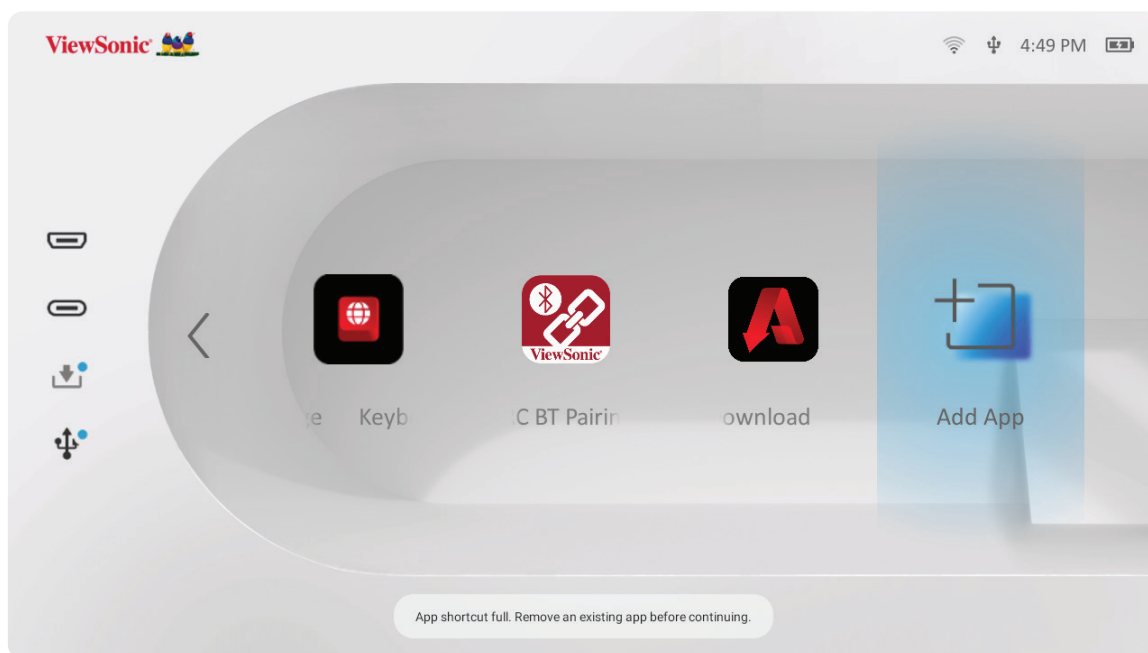 ViewSonic
4:49 PM
ViewSonic
Keyb
C BT Pairin
ownload
Add App
App shortcut full. Remove an existing app before continuing.